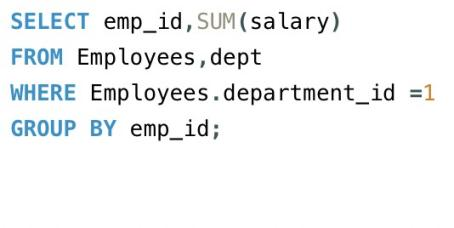 SELECT emp_id,SUM(salary)
FROM Employees,dept
WHERE Employees.department_id =1
GROUP BY emp_id;